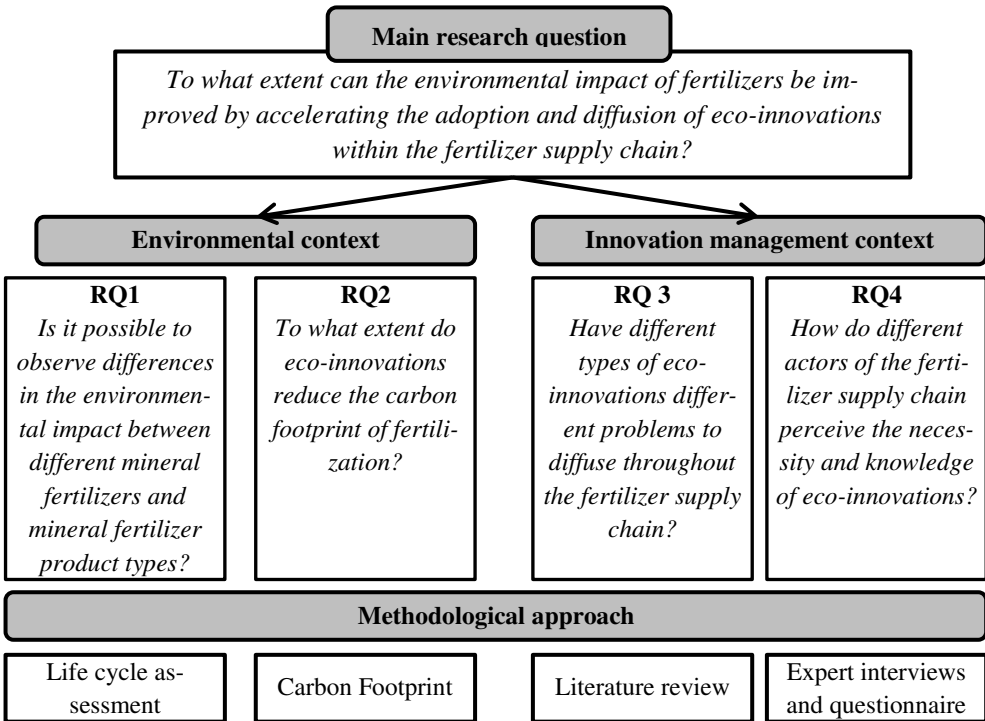 Main research question
To what extent can the environmental impact of fertilizers be im-
proved by accelerating the adoption and diffusion of eco-innovations
within the fertilizer supply chain?
Environmental context
Innovation management context
RQ1
Is it possible to
observe differences
in the environmen-
tal impact between
different mineral
fertilizers and
mineral fertilizer
product types?
RQ2
To what extent do
eco-innovations
reduce the carbon
footprint of fertili-
zation?
RQ 3
Have different
types of eco-
innovations differ-
ent problems to
diffuse throughout
the fertilizer supply
chain?
RQ4
How do different
actors of the ferti-
lizer supply chain
perceive the neces-
sity and knowledge
of eco-innovations?
Methodological approach
Life cycle as-
sessment
Carbon Footprint
Literature review
Expert interviews
and questionnaire